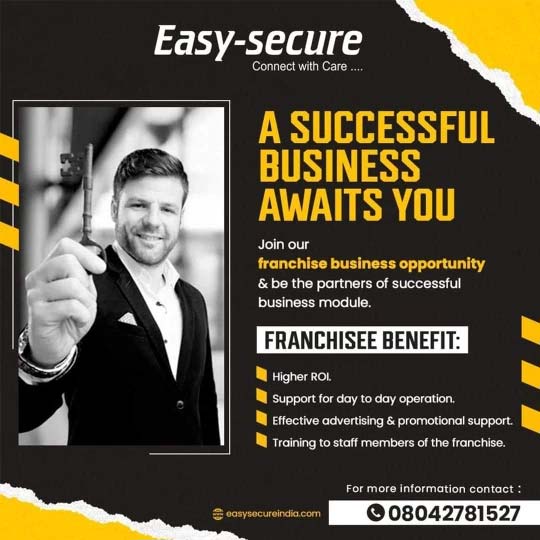 Easy-secure
Connect with Care ....
A SUCCESSFUL
BUSINESS
AWAITS YOU
Join our
franchise business opportunity
& be the partners of successful
business module.
FRANCHISEE BENEFIT:
Higher ROI.
Support for day to day operation.
Effective advertising & promotional support.
Training to staff members of the franchise.
For more information contact :
easysecureindia.com
08042781527